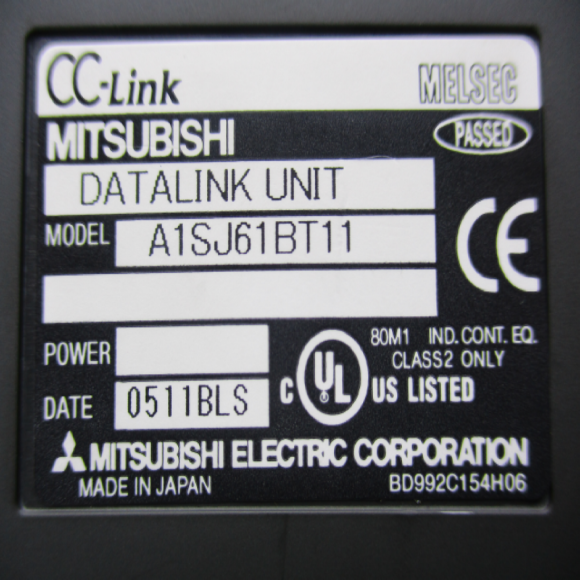 CC-Link MELSEC
MITSUBISHI PASSED
DATALINK UNIT
MODEL A1SJ61BT11
CE
POWER
80M1 IND. CONT. EQ.
CLASS2 ONLY
DATE 0511BLS C UL US LISTED
MITSUBISHI ELECTRIC CORPORATION
MADE IN JAPAN BD992C154H06